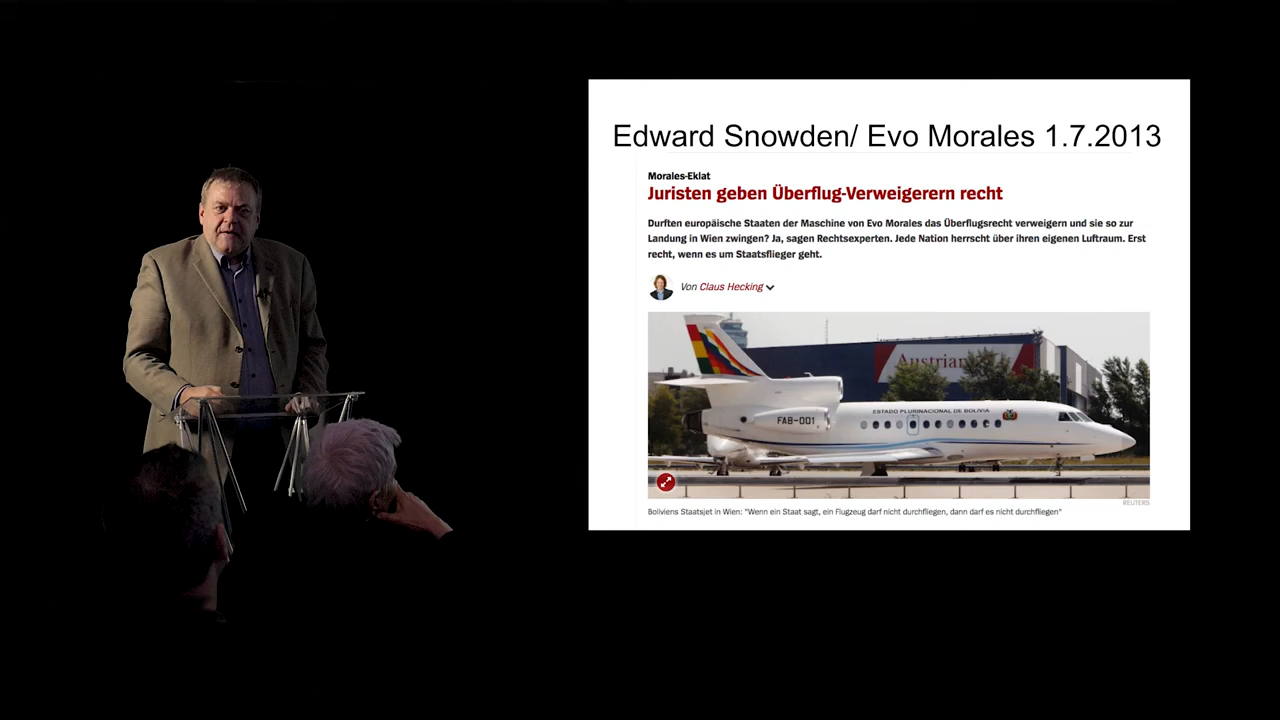 Edward Snowden/ Evo Morales 1.7.2013
Morales-Eklat
Juristen geben Überflug-Verweigerern recht
Durften europäische Staaten der Maschine von Evo Morales das Überflugsrecht verweigern und sie so zur
Landung in Wien zwingen? Ja, sagen Rechtsexperten. Jede Nation herrscht über ihren eigenen Luftraum. Erst
recht, wenn es um Staatsflieger geht.
Von Claus Hecking
Austrian
ESTADO PLURINACIONAL DE BOLIVIA
FAB-001
REUTERS
Boliviens Staatsjet in Wien: "Wenn ein Staat sagt, ein Flugzeug darf nicht durchfliegen, dann darf es nicht durchfliegen"